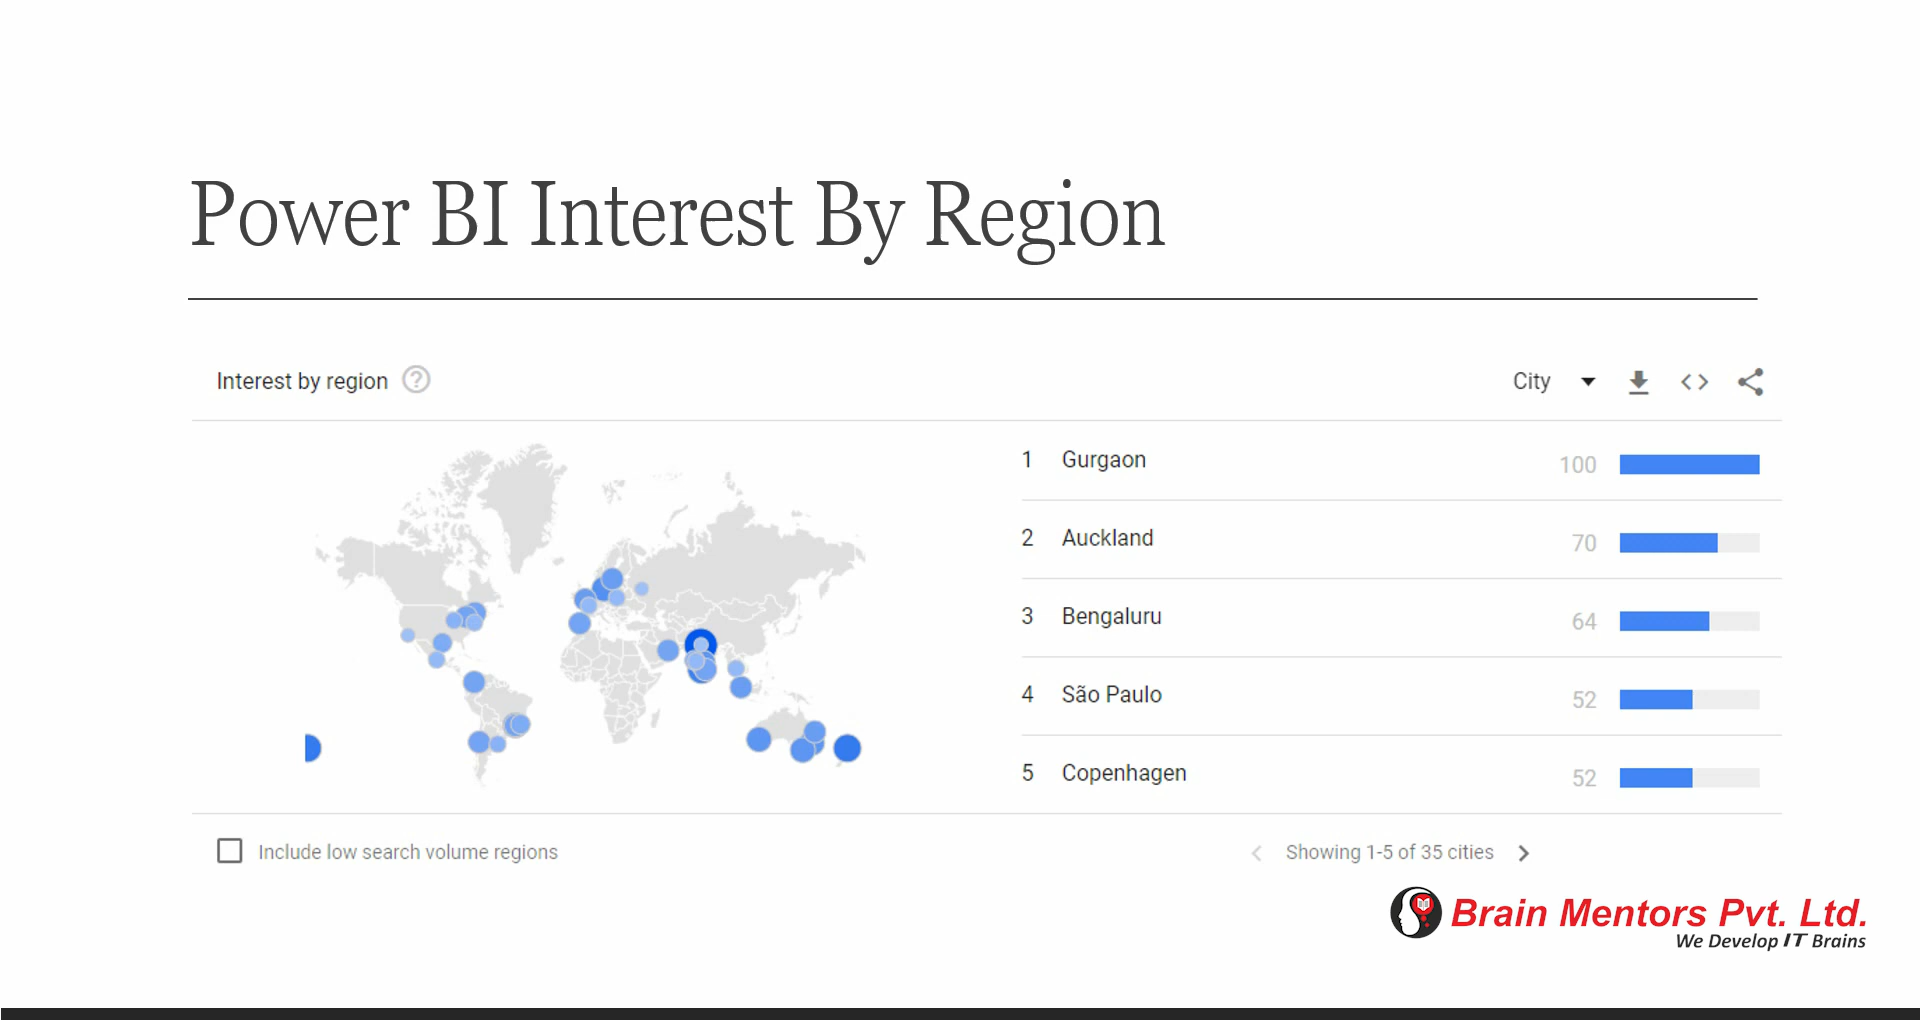 Power BI Interest By Region
Interest by region ?
City
1 Gurgaon 100
2 Auckland 70
3 Bengaluru 64
4 São Paulo 52
5 Copenhagen 52
Include low search volume regions
Showing 1-5 of 35 cities
Brain Mentors Pvt. Ltd.
We Develop IT Brains